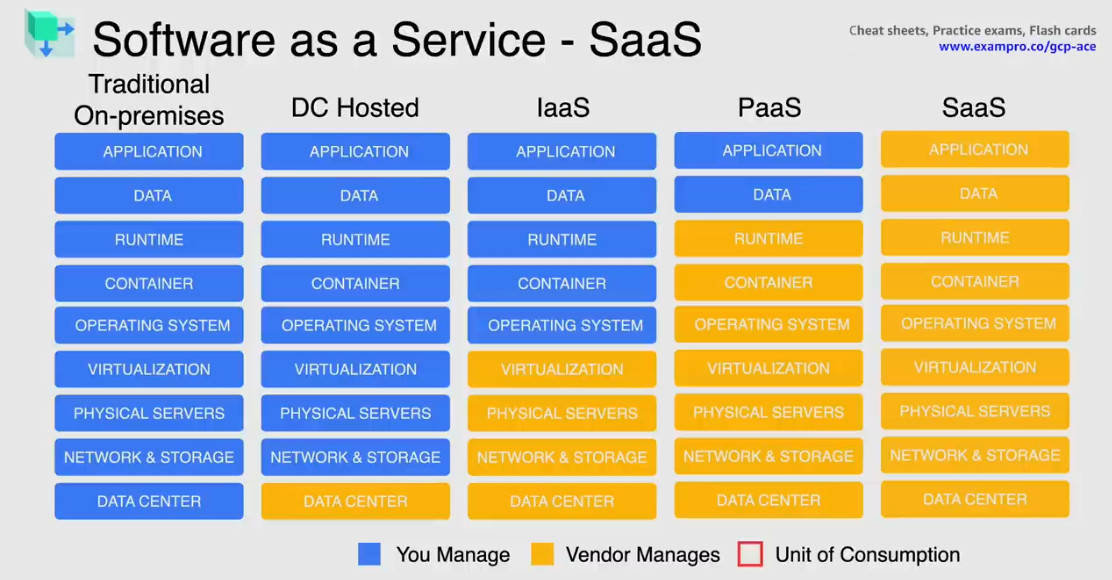 Software as a Service - SaaS
Cheat sheets, Practice exams, Flash cards
www.exampro.co/gcp-ace
Traditional
On-premises
DC Hosted
IaaS
PaaS
SaaS
APPLICATION
APPLICATION
APPLICATION
APPLICATION
APPLICATION
DATA
DATA
DATA
DATA
DATA
RUNTIME
RUNTIME
RUNTIME
RUNTIME
RUNTIME
CONTAINER
CONTAINER
CONTAINER
CONTAINER
CONTAINER
OPERATING SYSTEM
OPERATING SYSTEM
OPERATING SYSTEM
OPERATING SYSTEM
OPERATING SYSTEM
VIRTUALIZATION
VIRTUALIZATION
VIRTUALIZATION
VIRTUALIZATION
VIRTUALIZATION
PHYSICAL SERVERS
PHYSICAL SERVERS
PHYSICAL SERVERS
PHYSICAL SERVERS
PHYSICAL SERVERS
NETWORK & STORAGE
NETWORK & STORAGE
NETWORK & STORAGE
NETWORK & STORAGE
NETWORK & STORAGE
DATA CENTER
DATA CENTER
DATA CENTER
DATA CENTER
DATA CENTER
You Manage
Vendor Manages
Unit of Consumption